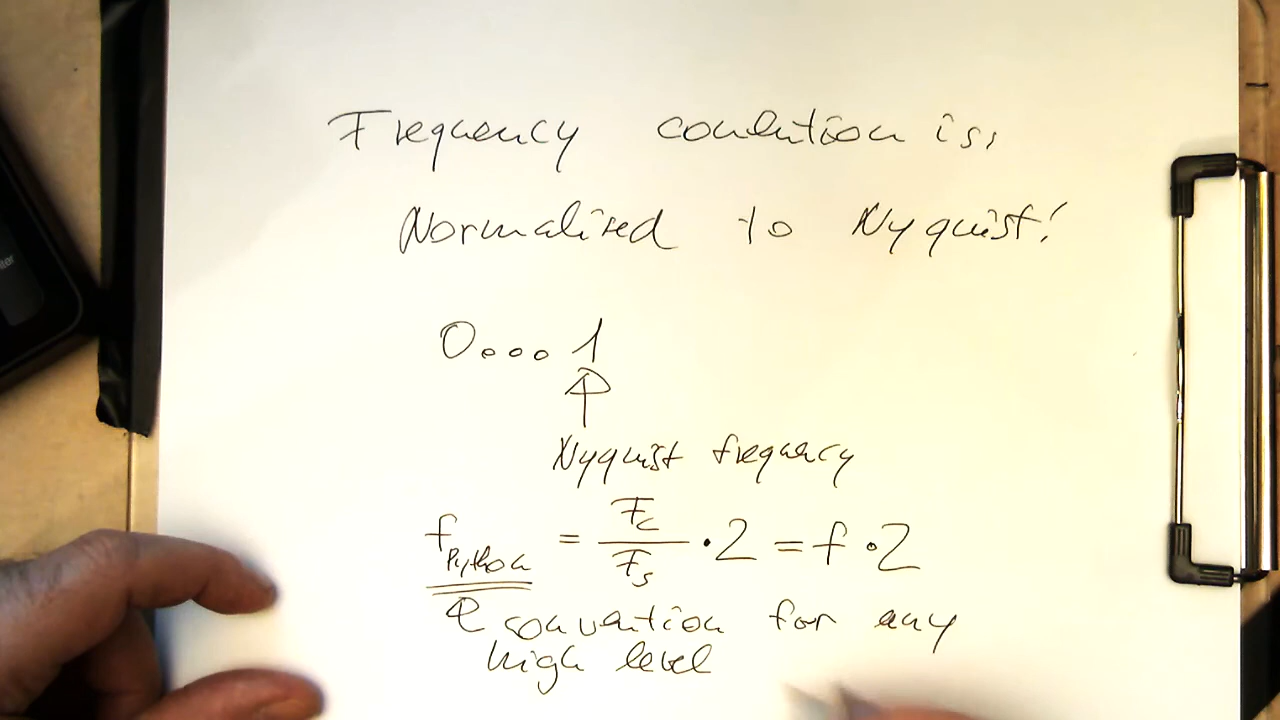 Frequency convention is,
Normalised to Nyquist!
0...1
Nyquist frequency
f Python = Fc / Fs · 2 = f · 2
convention for any
high level